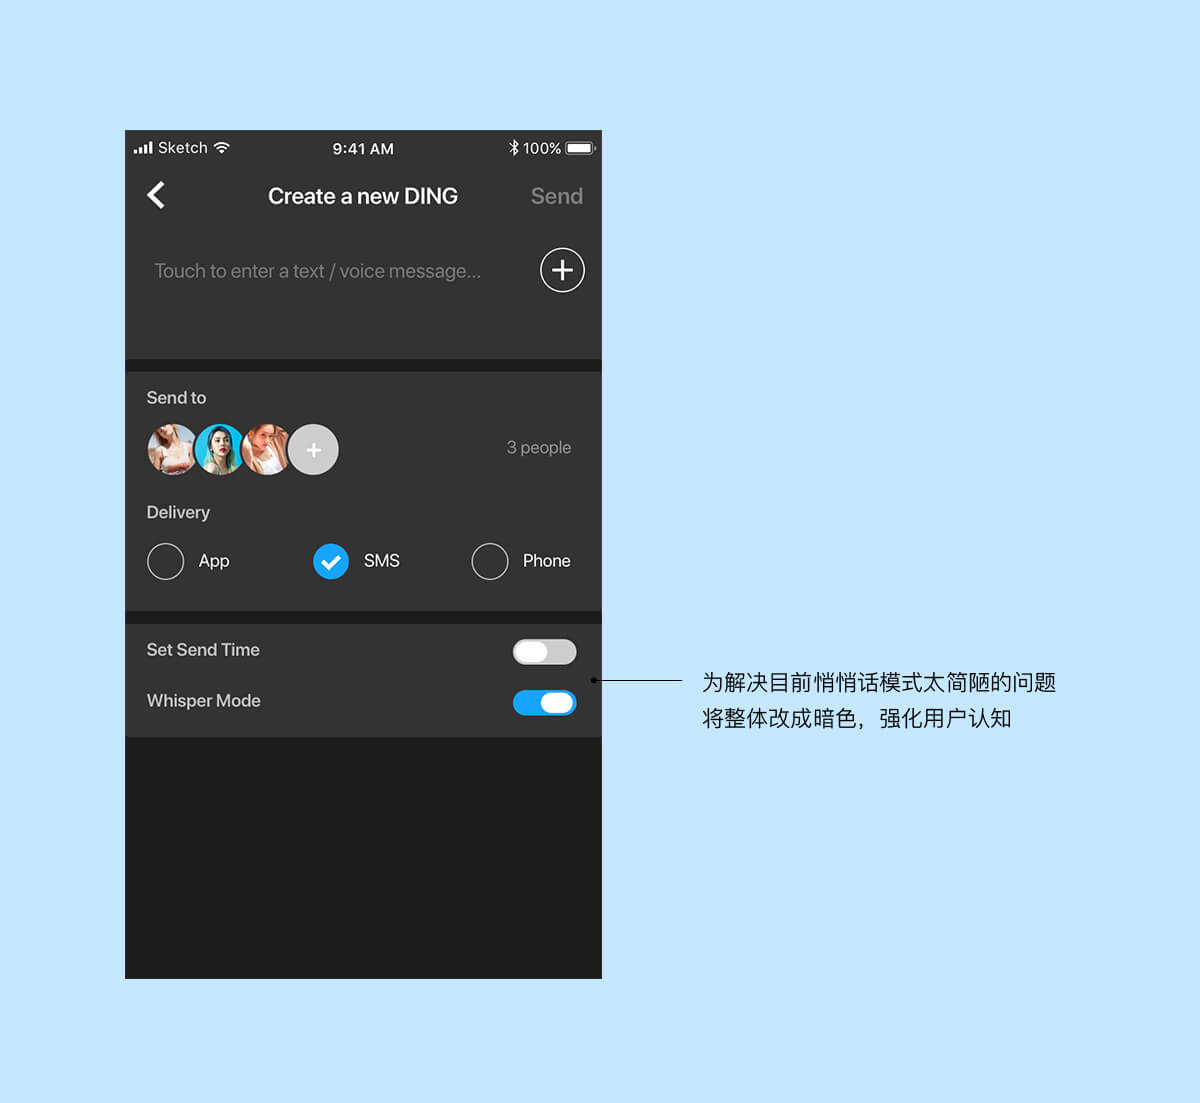 Sketch 9:41 AM 100%
Create a new DING Send
Touch to enter a text / voice message...
Send to
3 people
Delivery
App SMS Phone
Set Send Time
Whisper Mode
为解决目前悄悄话模式太简陋的问题
将整体改成暗色，强化用户认知